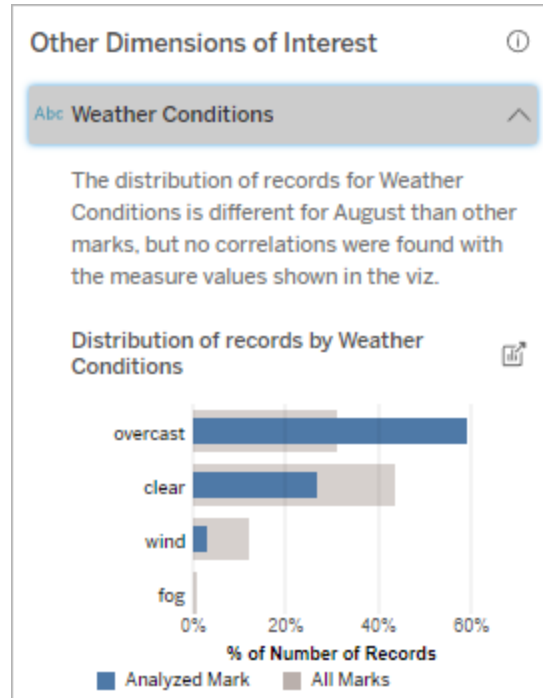 Other Dimensions of Interest
Abc Weather Conditions
The distribution of records for Weather
Conditions is different for August than other
marks, but no correlations were found with
the measure values shown in the viz.
Distribution of records by Weather
Conditions
overcast
clear
wind
fog
0% 20% 40% 60%
% of Number of Records
Analyzed Mark All Marks